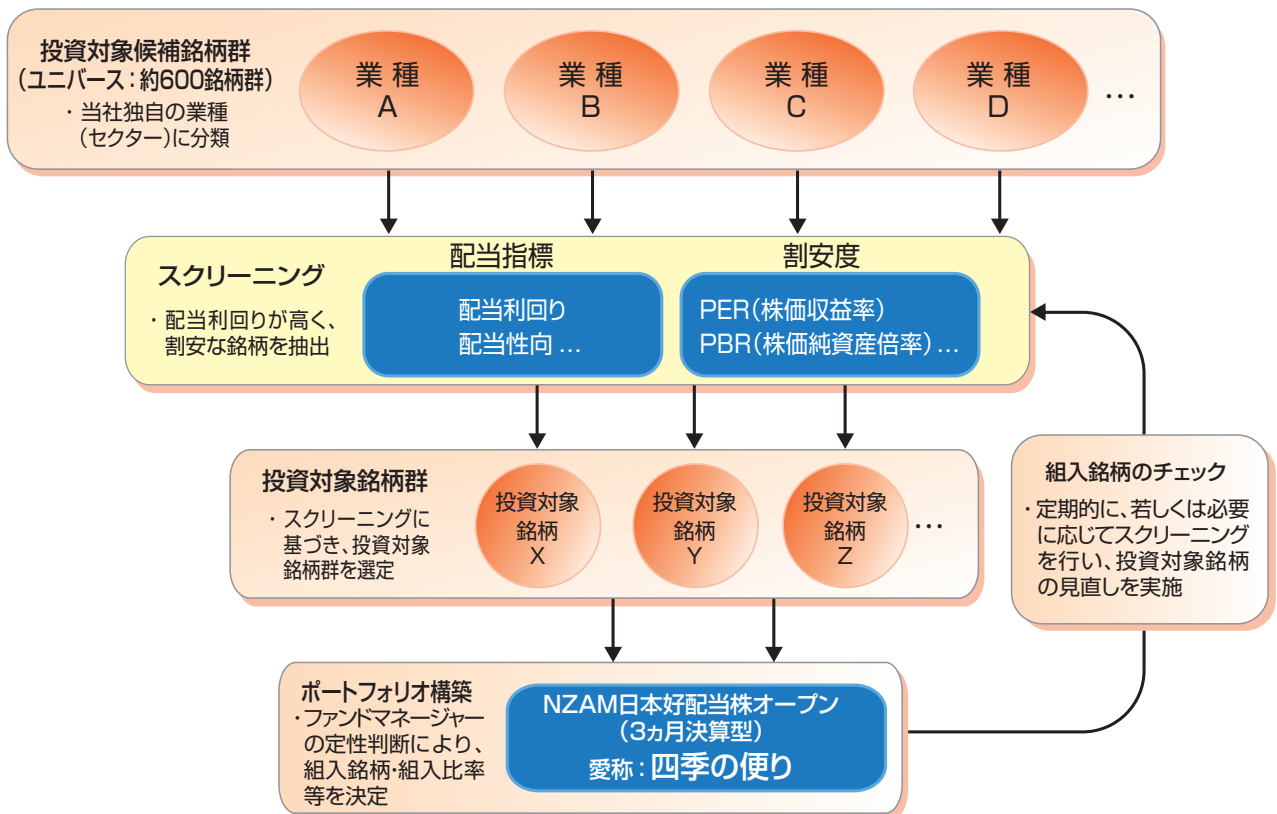 投資対象候補銘柄群
（ユニバース：約600銘柄群）
・当社独自の業種
（セクター）に分類
業種
A
業種
B
業種
C
業種
D
…
スクリーニング
・配当利回りが高く、
割安な銘柄を抽出
配当指標
配当利回り
配当性向…
割安度
PER（株価収益率）
PBR（株価純資産倍率）…
投資対象銘柄群
・スクリーニングに
基づき、投資対象
銘柄群を選定
投資対象
銘柄
X
投資対象
銘柄
Y
投資対象
銘柄
Z
…
組入銘柄のチェック
・定期的に、若しくは必要
に応じてスクリーニング
を行い、投資対象銘柄
の見直しを実施
ポートフォリオ構築
・ファンドマネージャー
の定性判断により、
組入銘柄・組入比率
等を決定
NZAM日本好配当株オープン
（3ヵ月決算型）
愛称：四季の便り